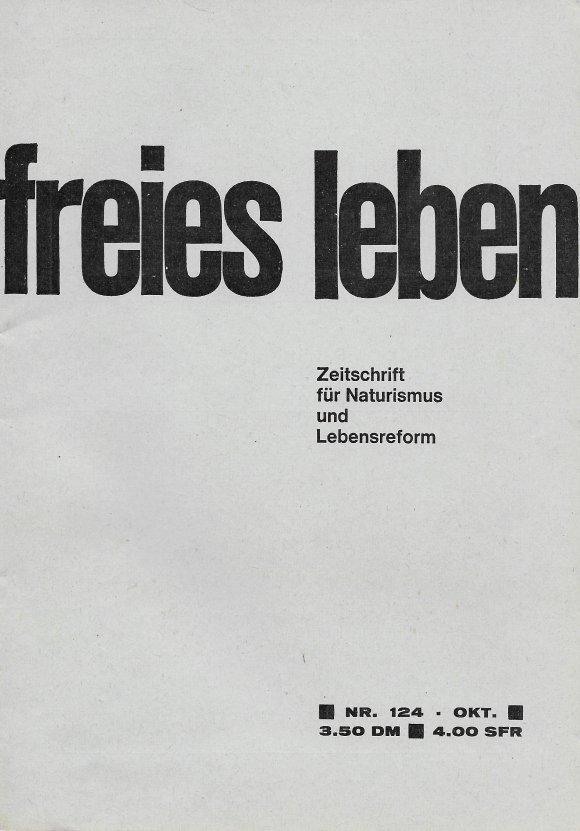 freies leben
Zeitschrift
für Naturismus
und
Lebensreform
NR. 124 · OKT.
3.50 DM ■ 4.00 SFR